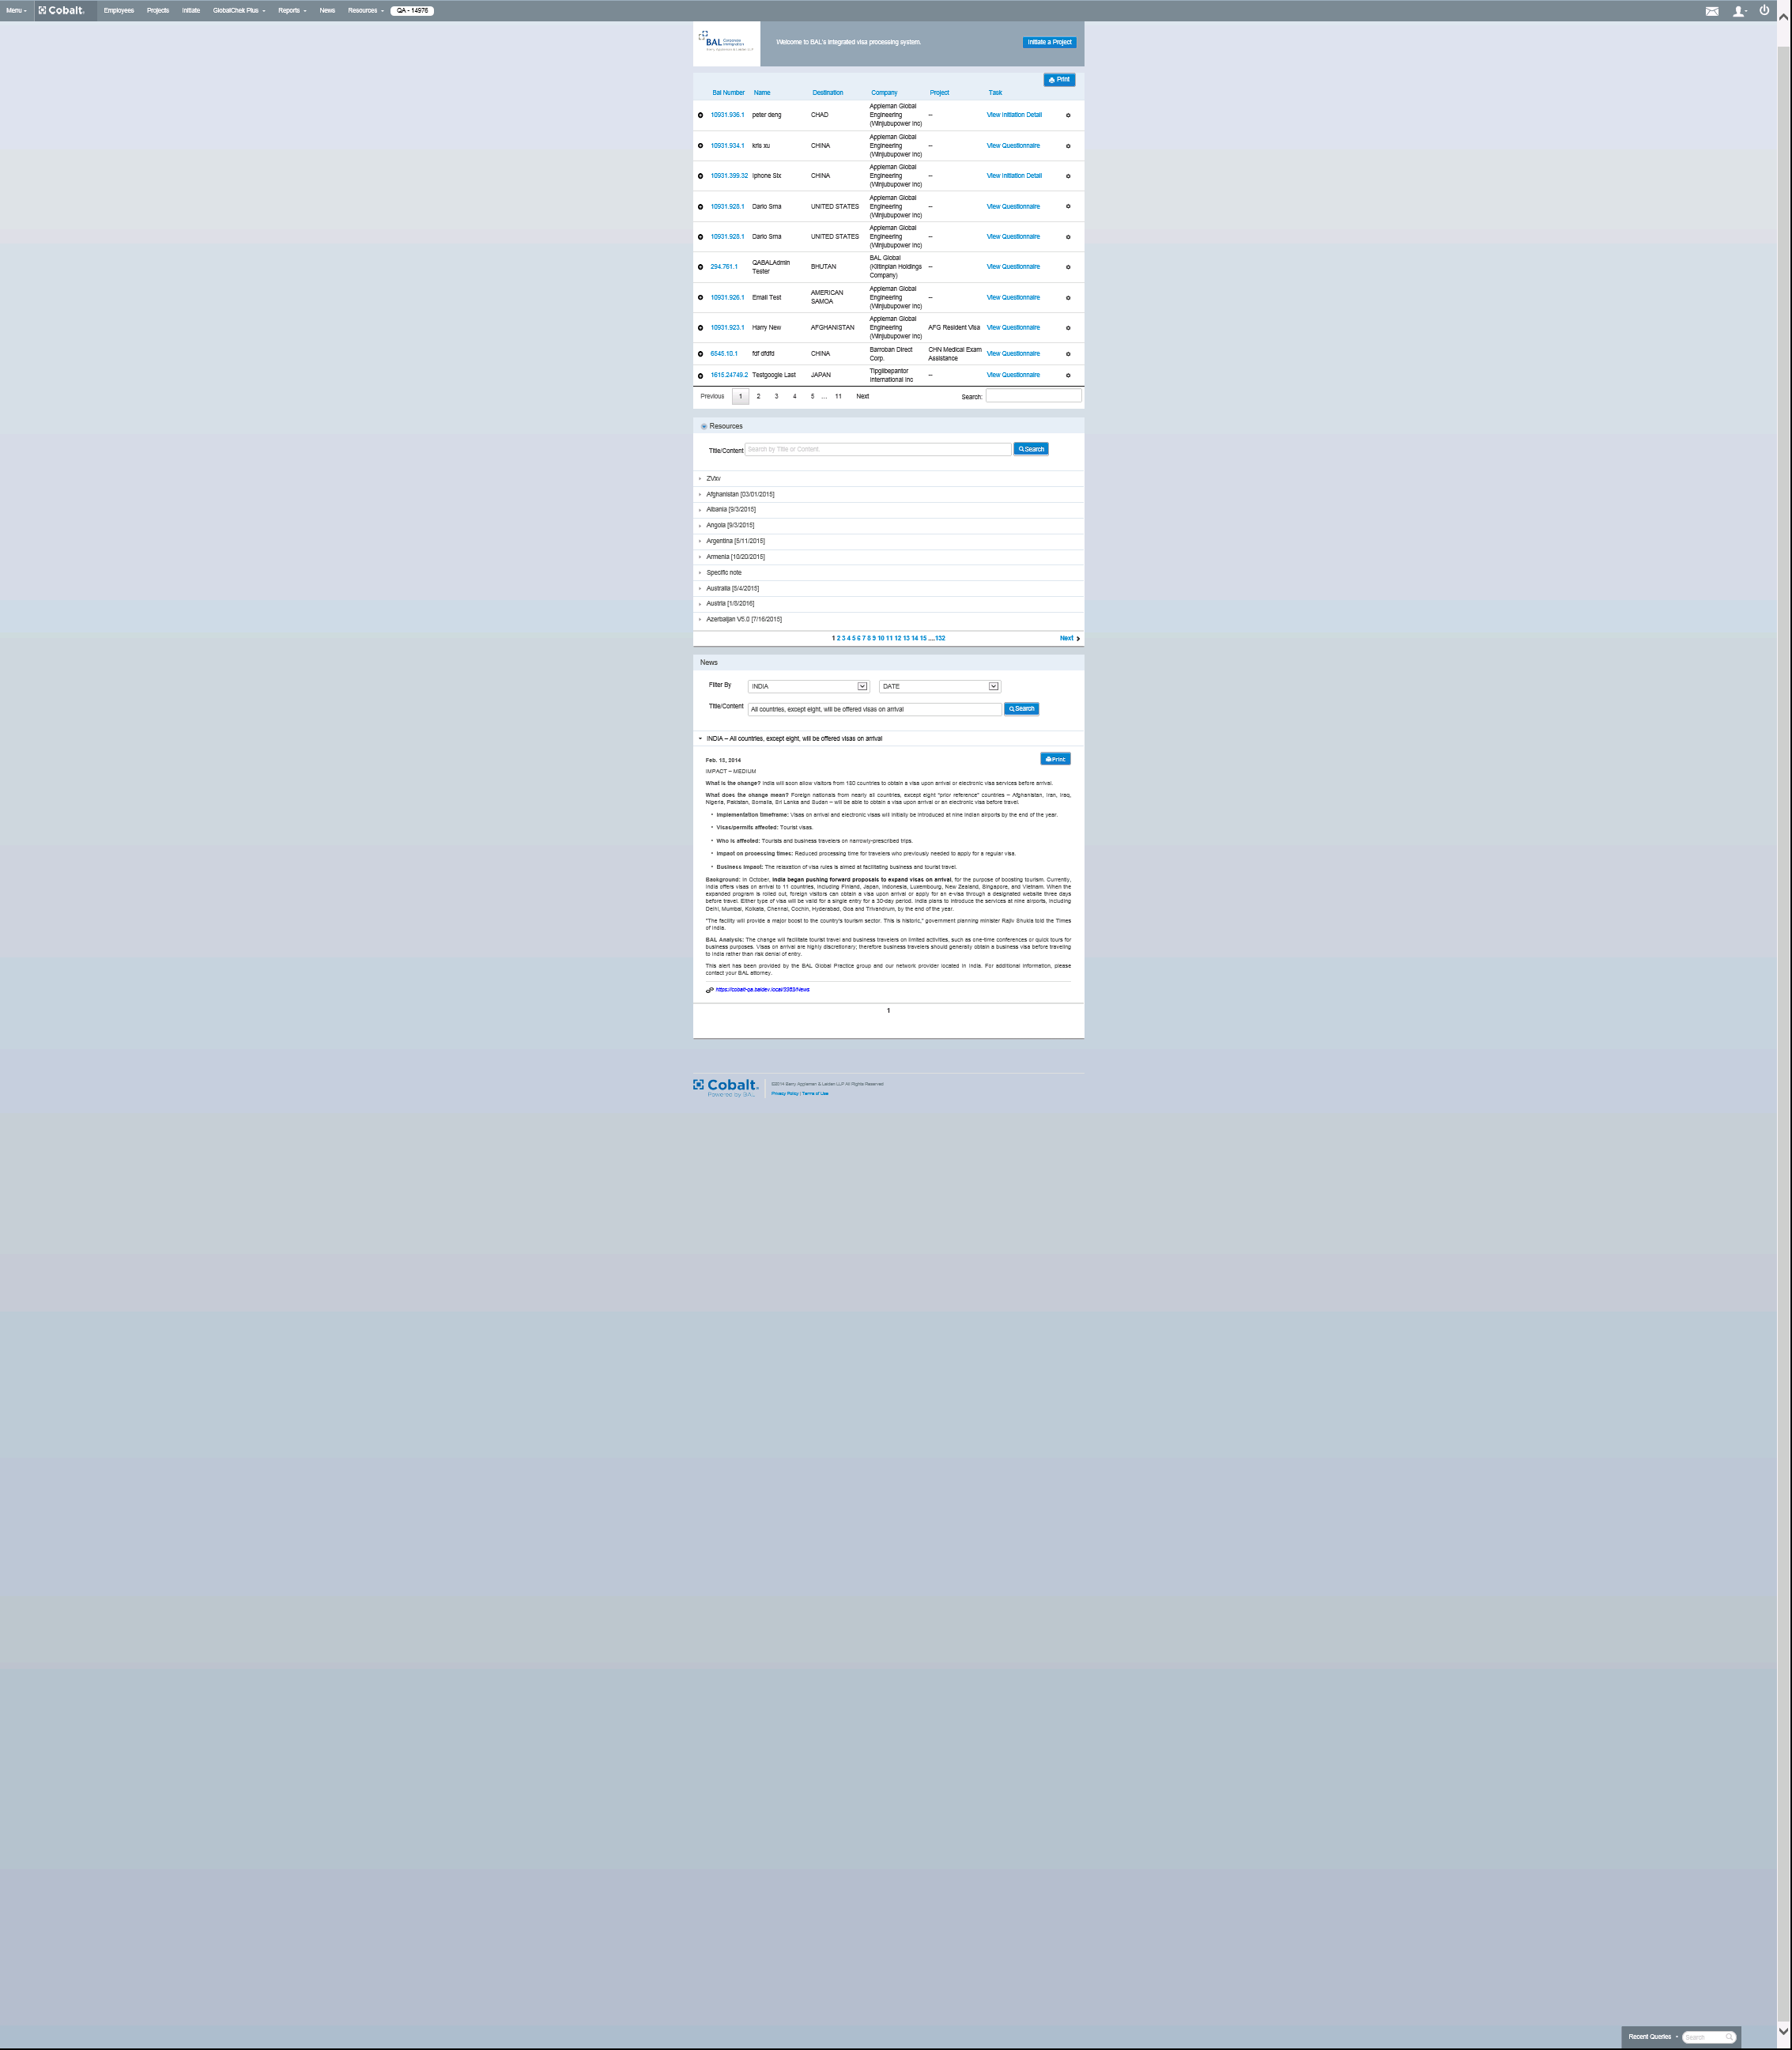 Menu Cobalt Employees Projects Initiate GlobalChek Plus Reports News Resources QA - 14976
BAL Corporate Immigration
Berry Appleman & Leiden LLP
Welcome to BAL's integrated visa processing system.
Initiate a Project
Print
Bal Number Name Destination Company Project Task
10931.936.1 peter deng CHAD Appleman Global Engineering (Winjubupower Inc) -- View Initiation Detail
10931.934.1 kris xu CHINA Appleman Global Engineering (Winjubupower Inc) -- View Questionnaire
10931.399.32 Iphone Six CHINA Appleman Global Engineering (Winjubupower Inc) -- View Initiation Detail
10931.928.1 Dario Sma UNITED STATES Appleman Global Engineering (Winjubupower Inc) -- View Questionnaire
10931.928.1 Dario Sma UNITED STATES Appleman Global Engineering (Winjubupower Inc) -- View Questionnaire
294.761.1 QABALAdmin Tester BHUTAN BAL Global (Kittinplan Holdings Company) -- View Questionnaire
10931.926.1 Email Test AMERICAN SAMOA Appleman Global Engineering (Winjubupower Inc) -- View Questionnaire
10931.923.1 Harry New AFGHANISTAN Appleman Global Engineering (Winjubupower Inc) AFG Resident Visa View Questionnaire
6848.10.1 fdf dfdfd CHINA Barroban Direct Corp. CHN Medical Exam Assistance View Questionnaire
1615.24749.2 Testgoogle Last JAPAN Tipgilbepantor International Inc -- View Questionnaire
Previous 1 2 3 4 5 ... 11 Next Search:
Resources
Title/Content Search by Title or Content. Search
ZVxv
Afghanistan [03/01/2015]
Albania [9/3/2015]
Angola [9/3/2015]
Argentina [5/11/2015]
Armenia [10/20/2015]
Specific note
Australia [5/4/2015]
Austria [1/8/2016]
Azerbaijan V5.0 [7/16/2015]
1 2 3 4 5 6 7 8 9 10 11 12 13 14 15 ....132 Next
News
Filter By INDIA DATE
Title/Content All countries, except eight, will be offered visas on arrival Search
INDIA – All countries, except eight, will be offered visas on arrival
Print
Feb. 13, 2014
IMPACT – MEDIUM
What is the change? India will soon allow visitors from 180 countries to obtain a visa upon arrival or electronic visa services before arrival.
What does the change mean? Foreign nationals from nearly all countries, except eight "prior reference" countries – Afghanistan, Iran, Iraq,
Nigeria, Pakistan, Somalia, Sri Lanka and Sudan – will be able to obtain a visa upon arrival or an electronic visa before travel.
• Implementation timeframe: Visas on arrival and electronic visas will initially be introduced at nine Indian airports by the end of the year.
• Visas/permits affected: Tourist visas.
• Who is affected: Tourists and business travelers on narrowly-prescribed trips.
• Impact on processing times: Reduced processing time for travelers who previously needed to apply for a regular visa.
• Business impact: The relaxation of visa rules is aimed at facilitating business and tourist travel.
Background: In October, India began pushing forward proposals to expand visas on arrival, for the purpose of boosting tourism. Currently,
India offers visas on arrival to 11 countries, including Finland, Japan, Indonesia, Luxembourg, New Zealand, Singapore, and Vietnam. When the
expanded program is rolled out, foreign visitors can obtain a visa upon arrival or apply for an e-visa through a designated website three days
before travel. Either type of visa will be valid for a single entry for a 30-day period. India plans to introduce the services at nine airports, including
Delhi, Mumbai, Kolkata, Chennai, Cochin, Hyderabad, Goa and Trivandrum, by the end of the year.
"The facility will provide a major boost to the country's tourism sector. This is historic," government planning minister Rajiv Shukla told the Times
of India.
BAL Analysis: The change will facilitate tourist travel and business travelers on limited activities, such as one-time conferences or quick tours for
business purposes. Visas on arrival are highly discretionary; therefore business travelers should generally obtain a business visa before traveling
to India rather than risk denial of entry.
This alert has been provided by the BAL Global Practice group and our network provider located in India. For additional information, please
contact your BAL attorney.
https://cobalt-qa.baldev.local/3353/News
1
Cobalt
Powered by BAL
©2014 Berry Appleman & Leiden LLP All Rights Reserved
Privacy Policy | Terms of Use
Recent Queries Search